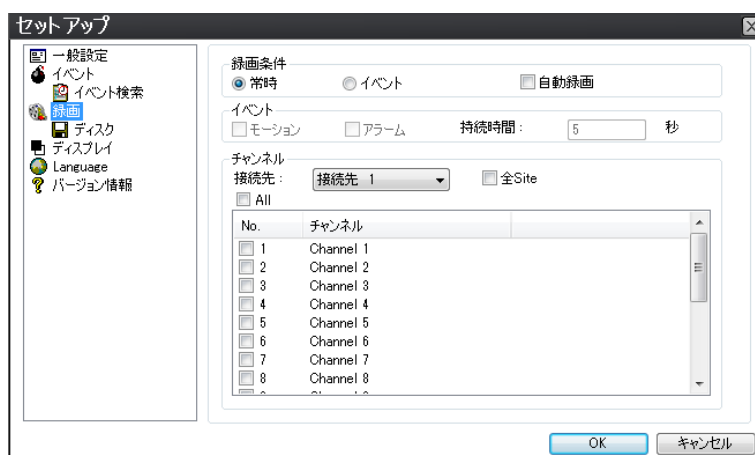 セットアップ
一般設定
イベント
イベント検索
録画
ディスク
ディスプレイ
Language
バージョン情報
録画条件
常時 イベント 自動録画
イベント
モーション アラーム 持続時間： 5 秒
チャンネル
接続先： 接続先 1 全Site
All
No. チャンネル
1 Channel 1
2 Channel 2
3 Channel 3
4 Channel 4
5 Channel 5
6 Channel 6
7 Channel 7
8 Channel 8
OK キャンセル